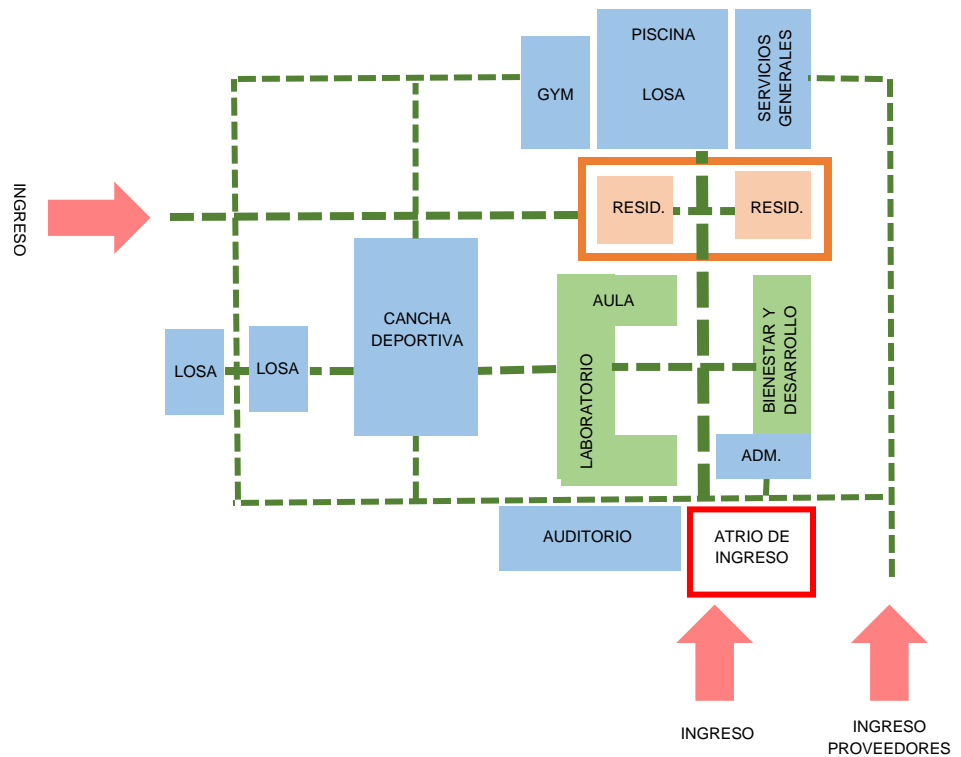 PISCINA
LOSA
GYM
SERVICIOS
GENERALES
INGRESO
RESID.
RESID.
AULA
CANCHA
DEPORTIVA
LOSA
LOSA
LABORATORIO
BIENESTAR Y
DESARROLLO
ADM.
AUDITORIO
ATRIO DE
INGRESO
INGRESO
INGRESO
PROVEEDORES